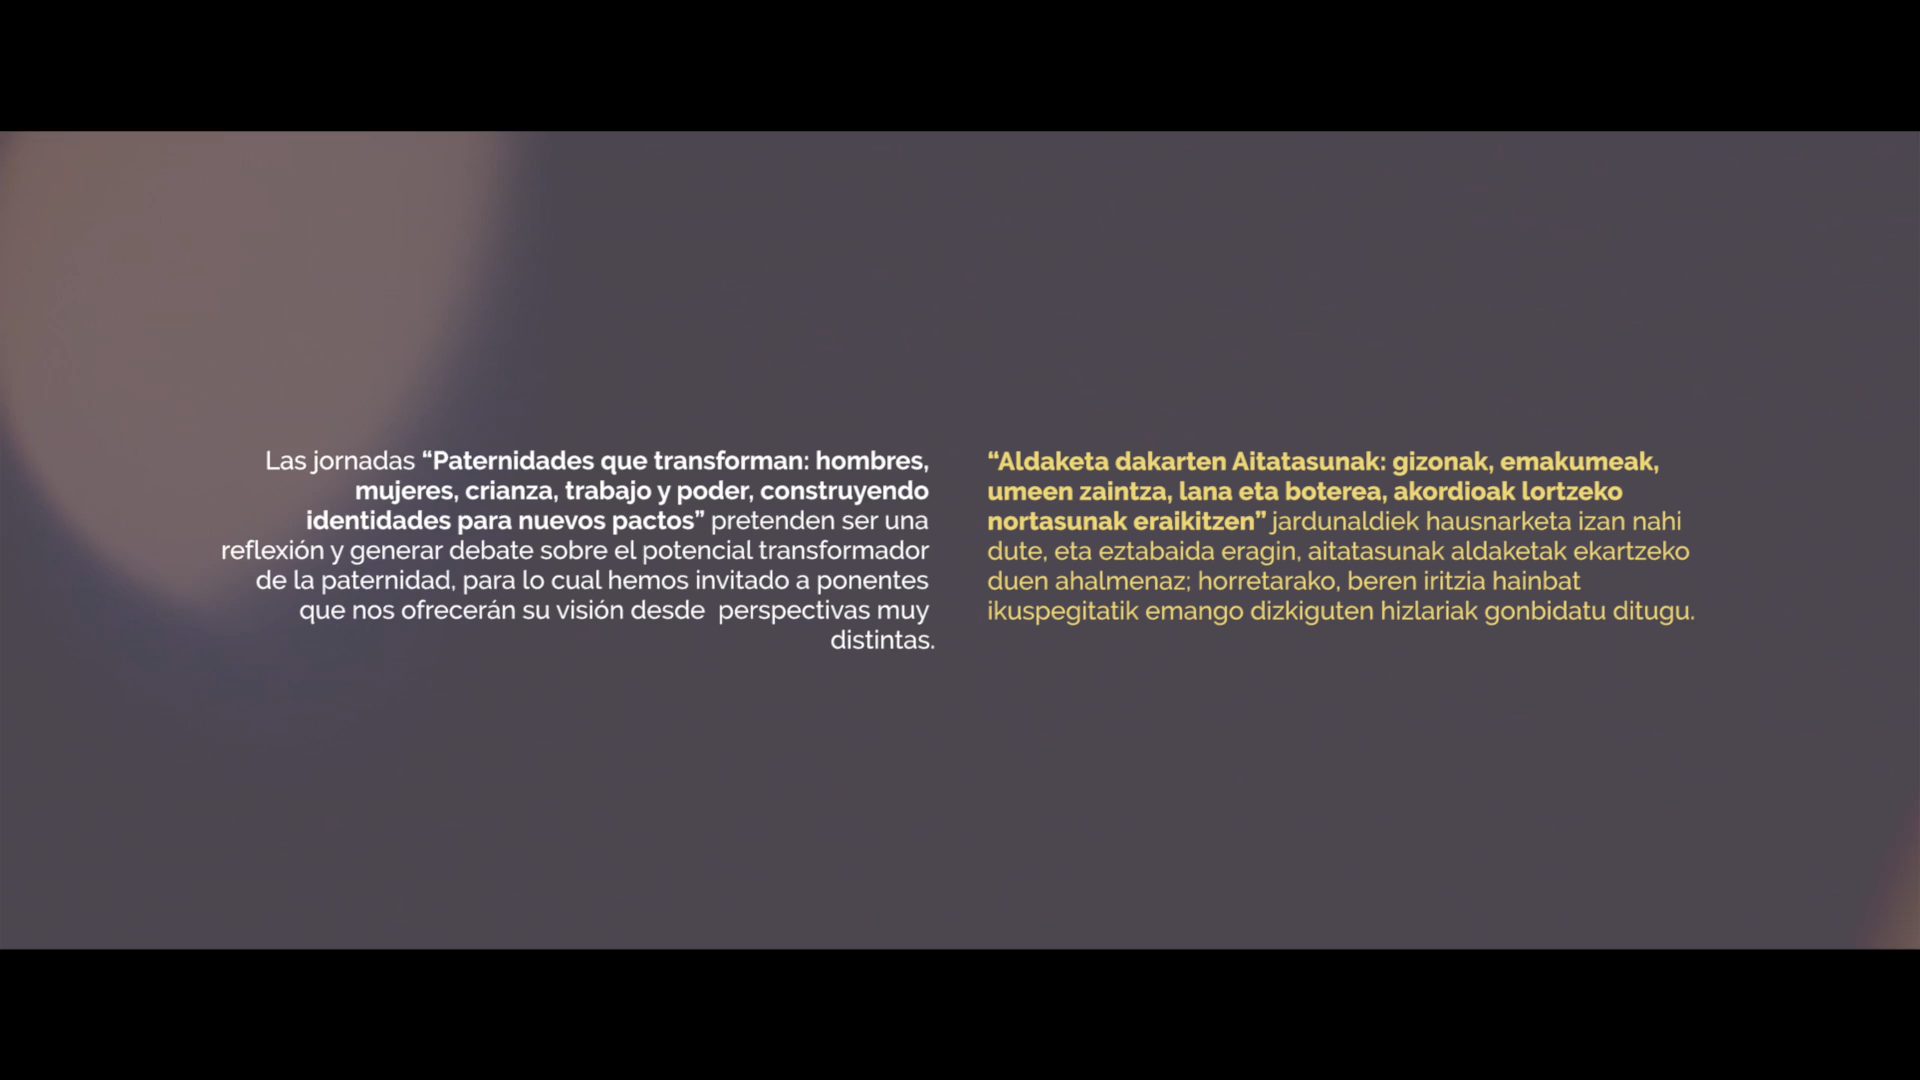 Las jornadas “Paternidades que transforman: hombres,
mujeres, crianza, trabajo y poder, construyendo
identidades para nuevos pactos” pretenden ser una
reflexión y generar debate sobre el potencial transformador
de la paternidad, para lo cual hemos invitado a ponentes
que nos ofrecerán su visión desde  perspectivas muy
distintas.
“Aldaketa dakarten Aitatasunak: gizonak, emakumeak,
umeen zaintza, lana eta boterea, akordioak lortzeko
nortasunak eraikitzen” jardunaldiek hausnarketa izan nahi
dute, eta eztabaida eragin, aitatasunak aldaketak ekartzeko
duen ahalmenaz; horretarako, beren iritzia hainbat
ikuspegitatik emango dizkiguten hizlariak gonbidatu ditugu.